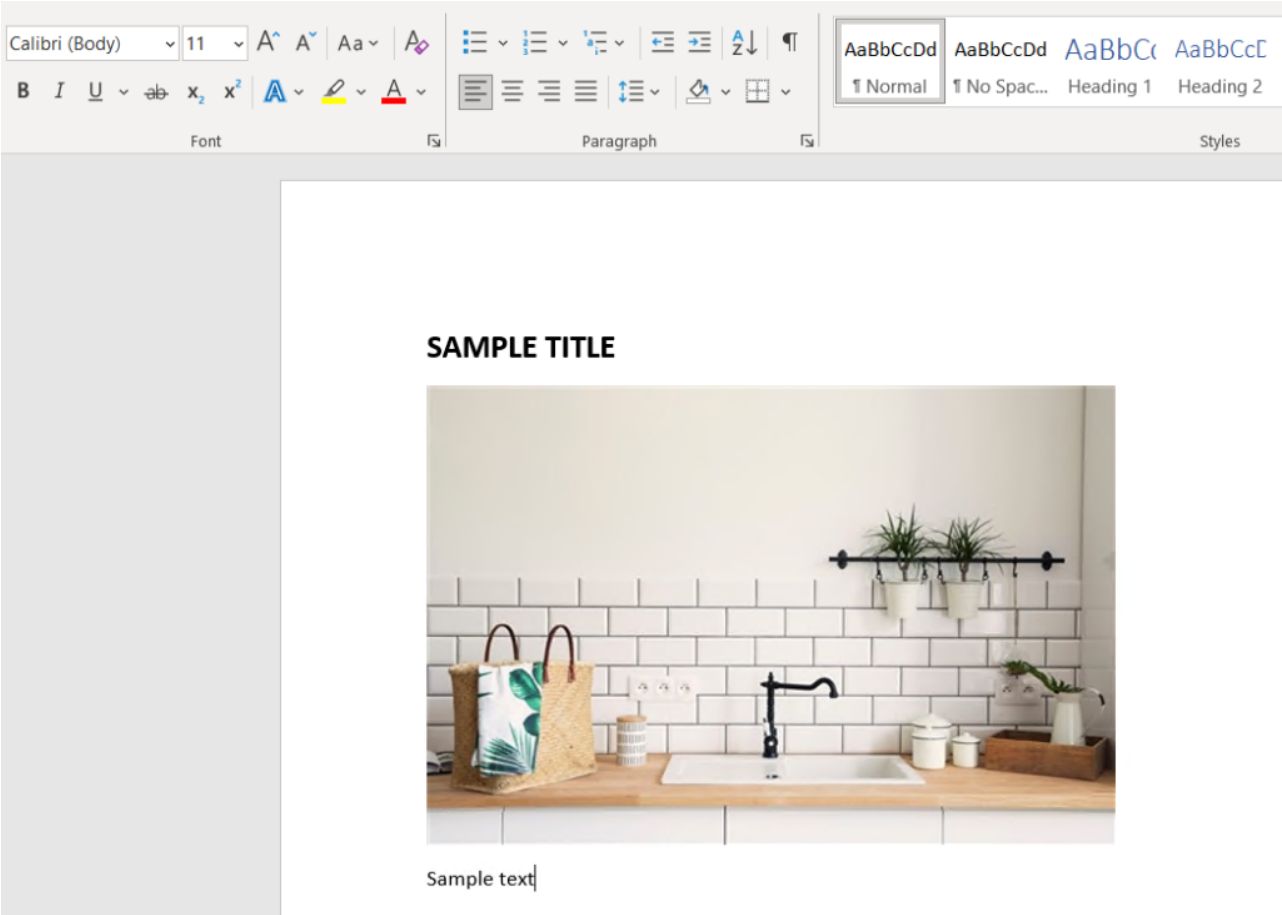 Calibri (Body) 11 A A Aa A
B I U ab x2 x2 A A
Font
A Z ¶
Paragraph
AaBbCcDd AaBbCcDd AaBbC AaBbCcD
¶ Normal ¶ No Spac... Heading 1 Heading 2
Styles
SAMPLE TITLE
Sample text